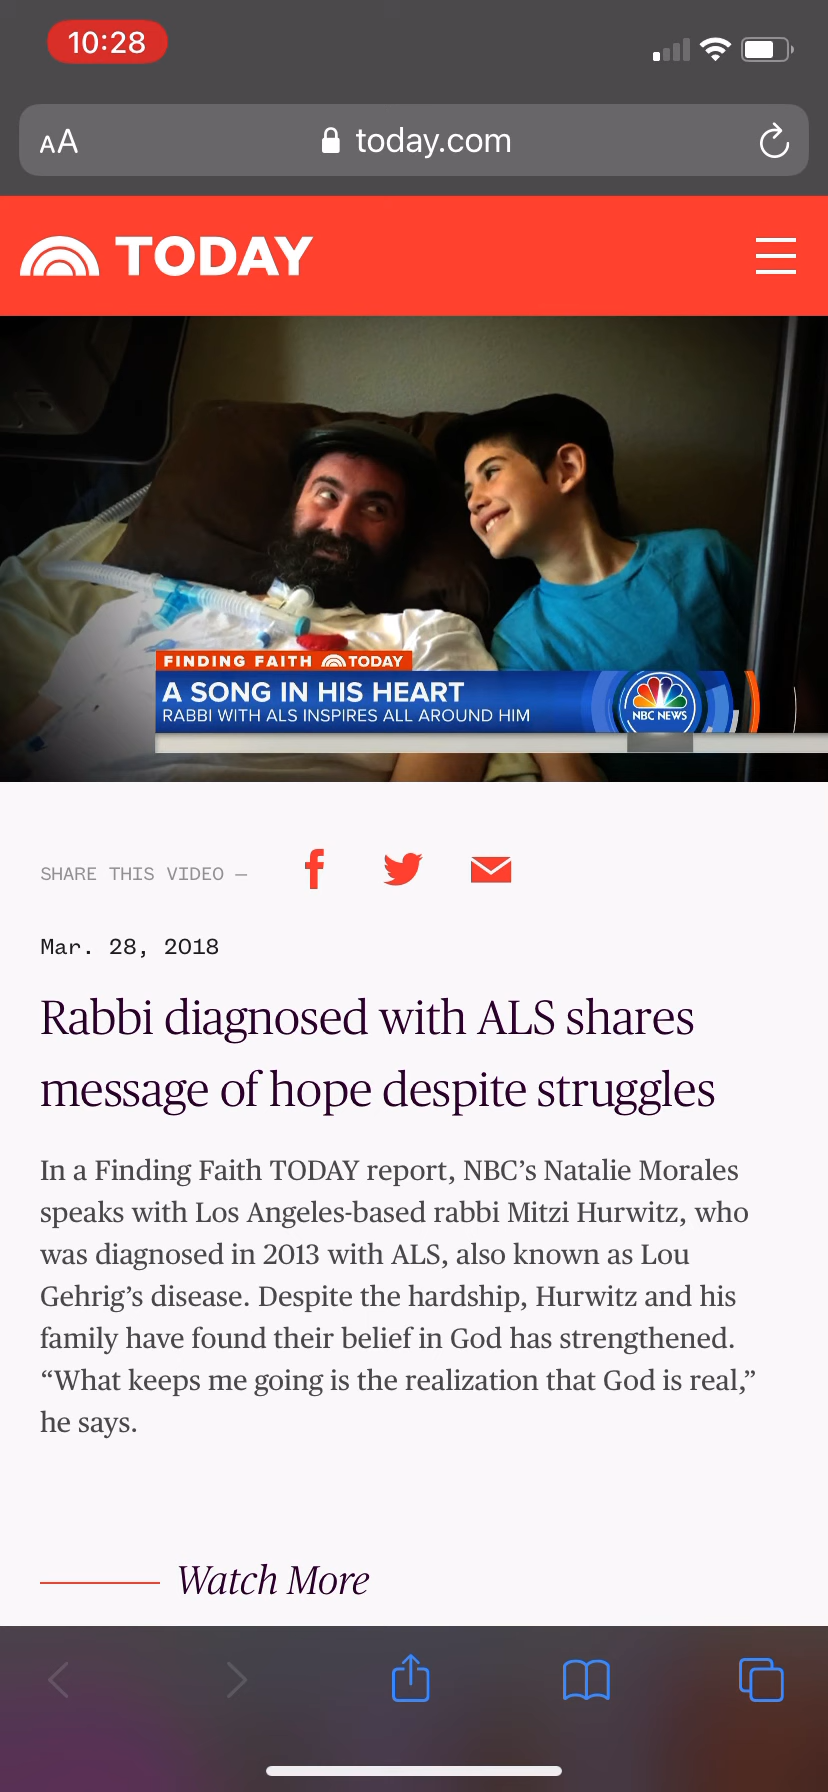 10:28
AA
today.com
TODAY
FINDING FAITH TODAY
A SONG IN HIS HEART
RABBI WITH ALS INSPIRES ALL AROUND HIM
NBC NEWS
SHARE THIS VIDEO —
Mar. 28, 2018
Rabbi diagnosed with ALS shares
message of hope despite struggles
In a Finding Faith TODAY report, NBC’s Natalie Morales
speaks with Los Angeles-based rabbi Mitzi Hurwitz, who
was diagnosed in 2013 with ALS, also known as Lou
Gehrig’s disease. Despite the hardship, Hurwitz and his
family have found their belief in God has strengthened.
“What keeps me going is the realization that God is real,”
he says.
Watch More